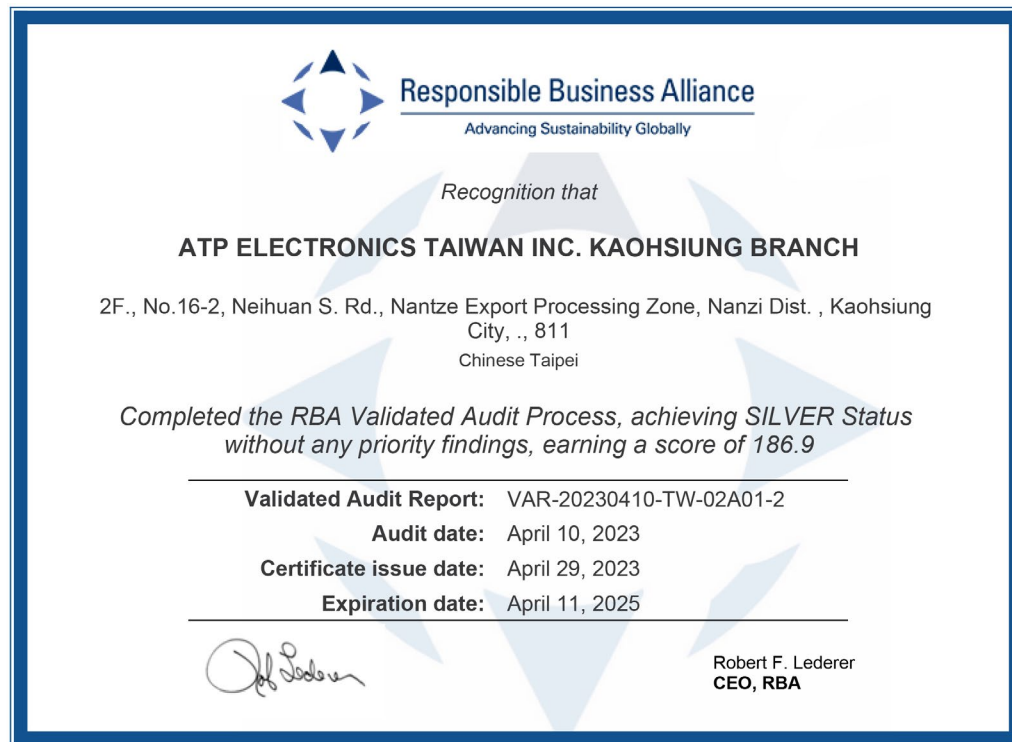 Responsible Business Alliance
Advancing Sustainability Globally
Recognition that
ATP ELECTRONICS TAIWAN INC. KAOHSIUNG BRANCH
2F., No.16-2, Neihuan S. Rd., Nantze Export Processing Zone, Nanzi Dist. , Kaohsiung
City, ., 811
Chinese Taipei
Completed the RBA Validated Audit Process, achieving SILVER Status
without any priority findings, earning a score of 186.9
Validated Audit Report: VAR-20230410-TW-02A01-2
Audit date: April 10, 2023
Certificate issue date: April 29, 2023
Expiration date: April 11, 2025
Rob Lederer
Robert F. Lederer
CEO, RBA